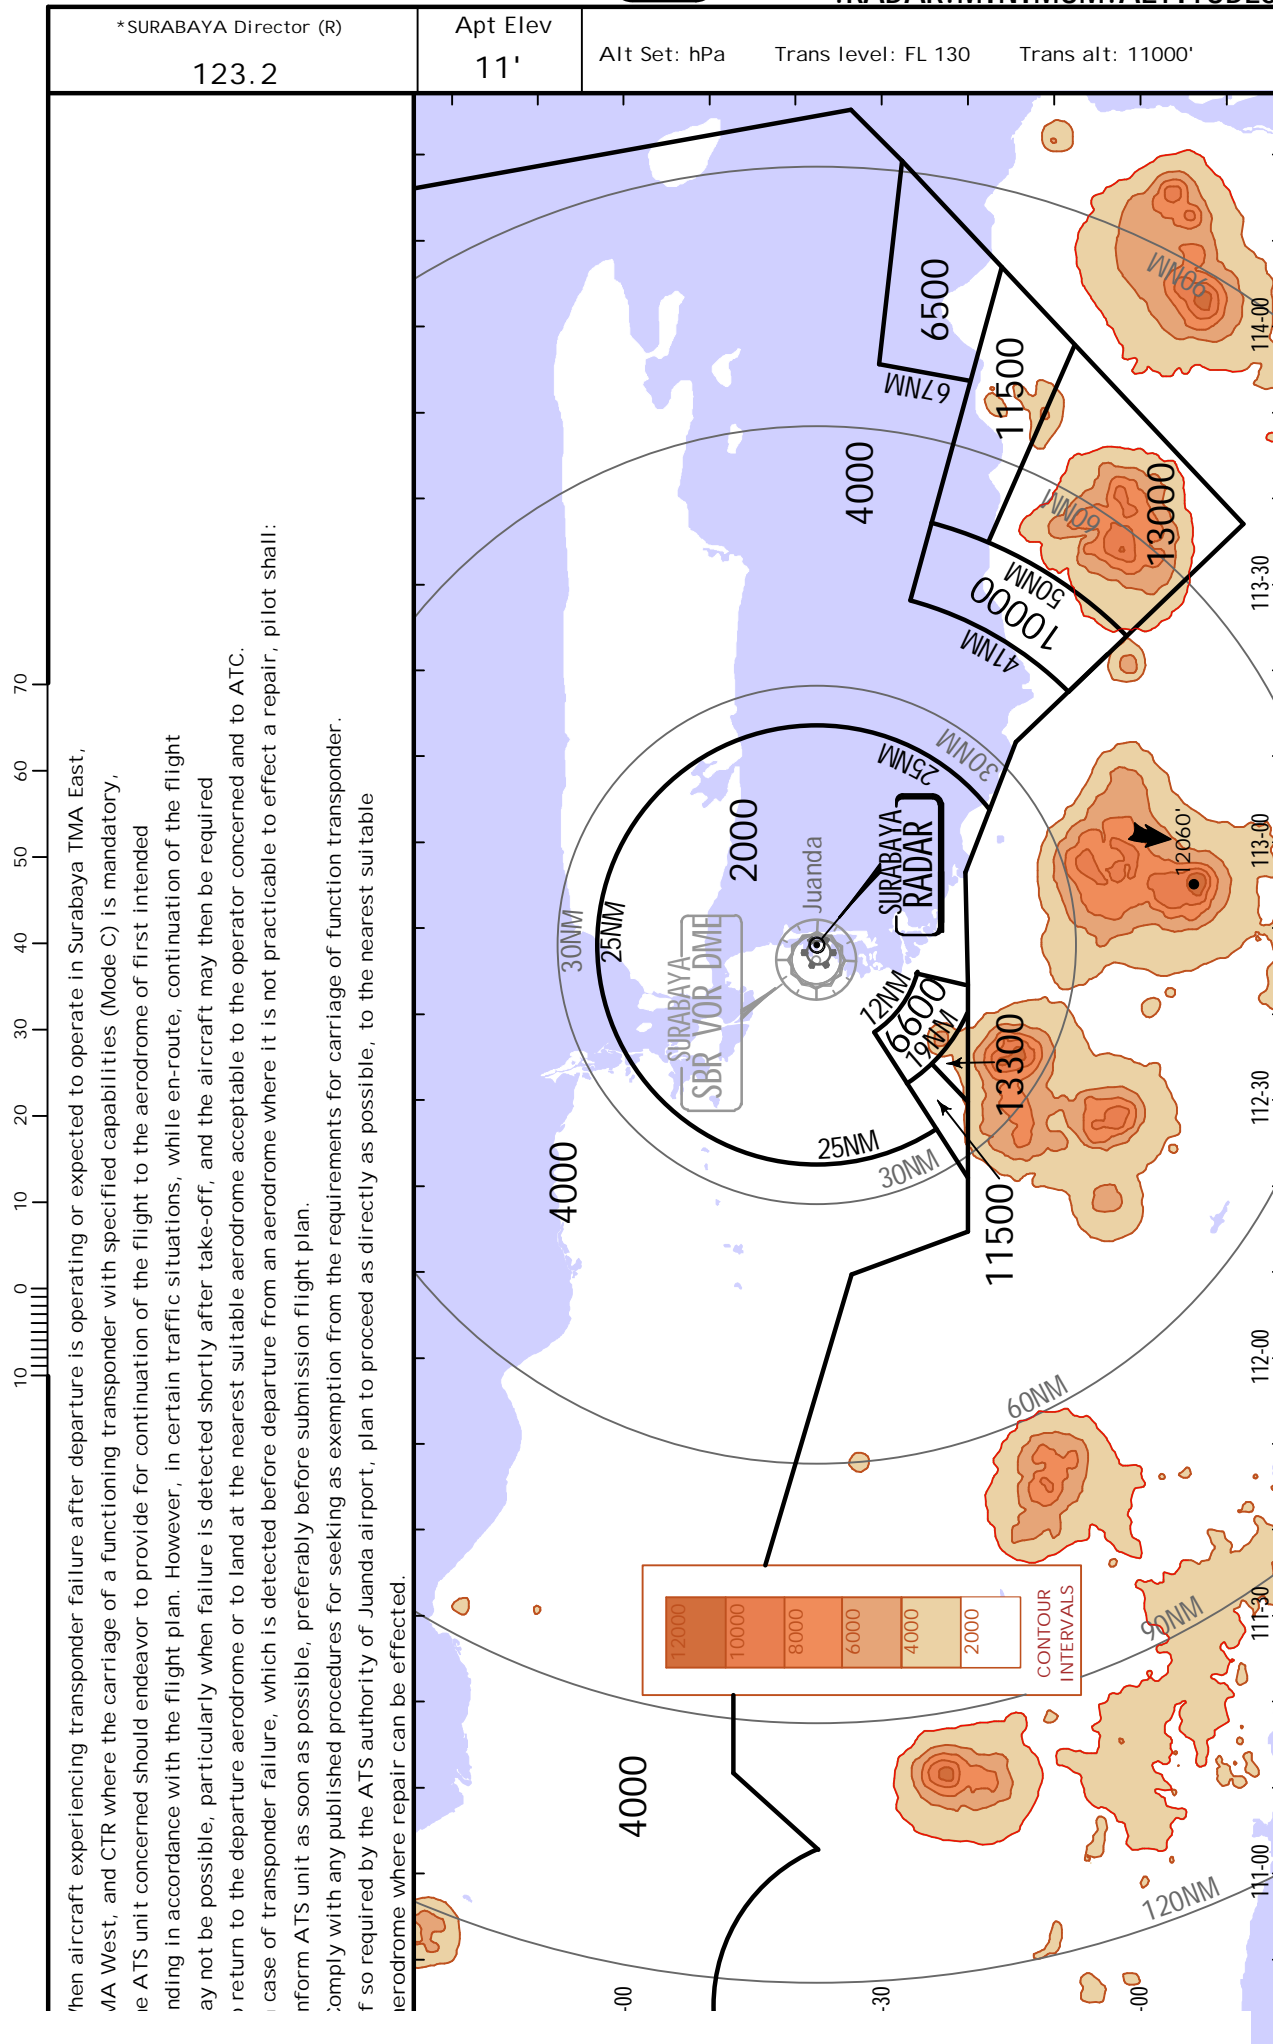 .RADAR.MINIMUM.ALTITUDES
*SURABAYA Director (R)
123.2
Apt Elev
11'
Alt Set: hPa
Trans level: FL 130
Trans alt: 11000'
hen aircraft experiencing transponder failure after departure is operating or expected to operate in Surabaya TMA East,
MA West, and CTR where the carriage of a functioning transponder with specified capabilities (Mode C) is mandatory,
e ATS unit concerned should endeavor to provide for continuation of the flight to the aerodrome of first intended
nding in accordance with the flight plan. However, in certain traffic situations, while en-route, continuation of the flight
ay not be possible, particularly when failure is detected shortly after take-off, and the aircraft may then be required
o return to the departure aerodrome or to land at the nearest suitable aerodrome acceptable to the operator concerned and to ATC.
case of transponder failure, which is detected before departure from an aerodrome where it is not practicable to effect a repair, pilot shall:
nform ATS unit as soon as possible, preferably before submission flight plan.
Comply with any published procedures for seeking as exemption from the requirements for carriage of function transponder.
f so required by the ATS authority of Juanda airport, plan to proceed as directly as possible, to the nearest suitable
aerodrome where repair can be effected.
10
0
10
20
30
40
50
60
70
4000
4000
4000
2000
6500
11500
13000
10000
6600
13300
11500
67NM
50NM
41NM
25NM
25NM
25NM
12NM
19NM
30NM
30NM
30NM
60NM
60NM
90NM
90NM
120NM
SURABAYA
SBR VOR DME
Juanda
SURABAYA
RADAR
12060'
12000
10000
8000
6000
4000
2000
CONTOUR
INTERVALS
-00
-30
-00
111-00
111-30
112-00
112-30
113-00
113-30
114-00